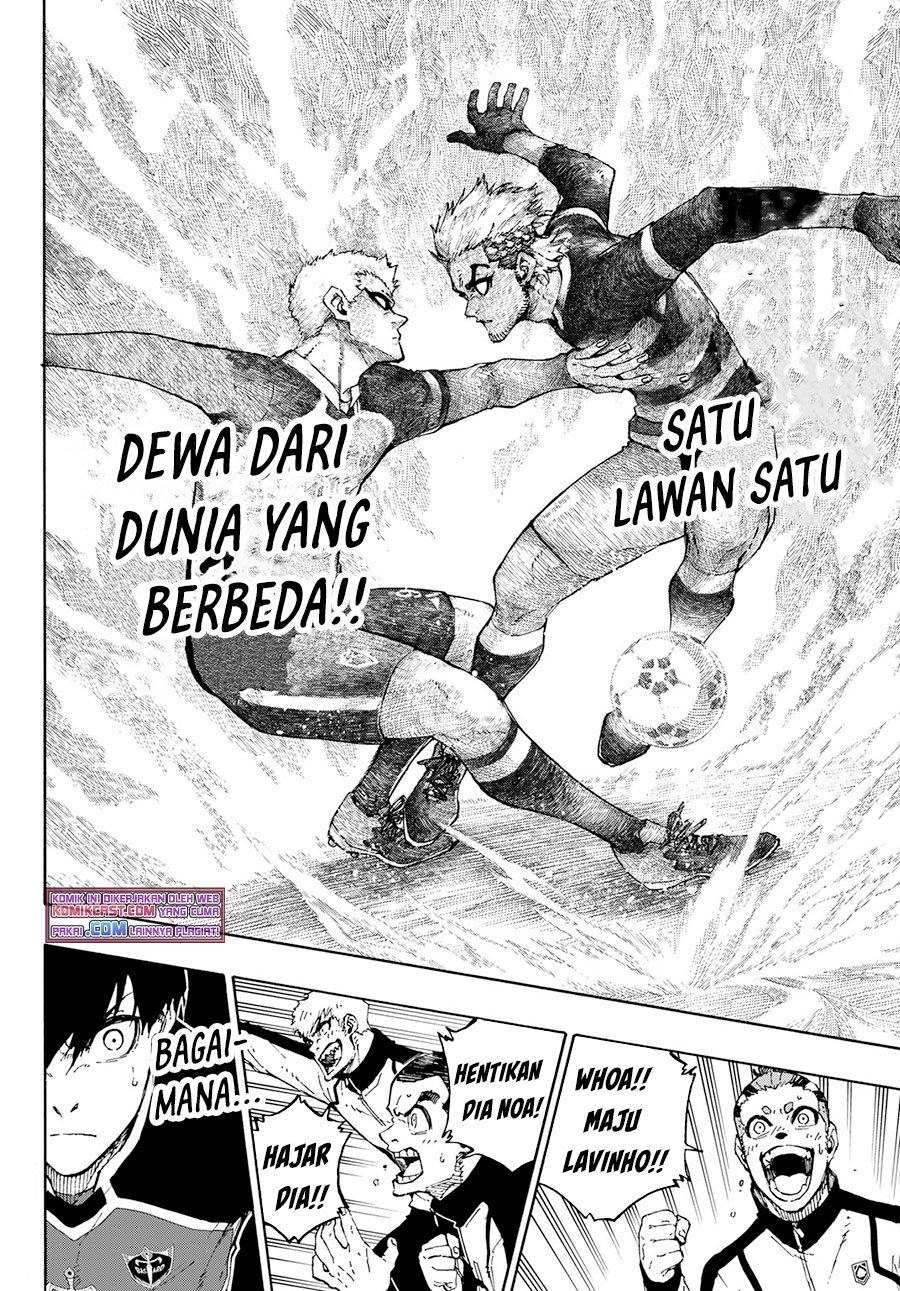 SATU
LAWAN SATU
DEWA DARI
DUNIA YANG
BERBEDA!!
KOMIK INI DIKERJAKAN OLEH WEB
KOMIKCAST.COM YANG CUMA
PAKAI .COM LAINNYA PLAGIAT!
WHOA!!
MAJU
LAVINHO!!
HENTIKAN
DIA NOA!
HAJAR
DIA!!
BAGAI-
MANA...